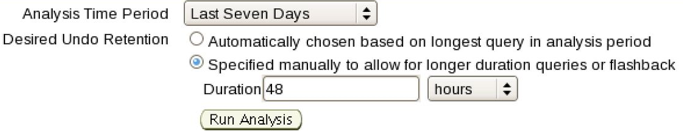 Analysis Time Period Last Seven Days
Desired Undo Retention Automatically chosen based on longest query in analysis period
Specified manually to allow for longer duration queries or flashback
Duration 48 hours
Run Analysis